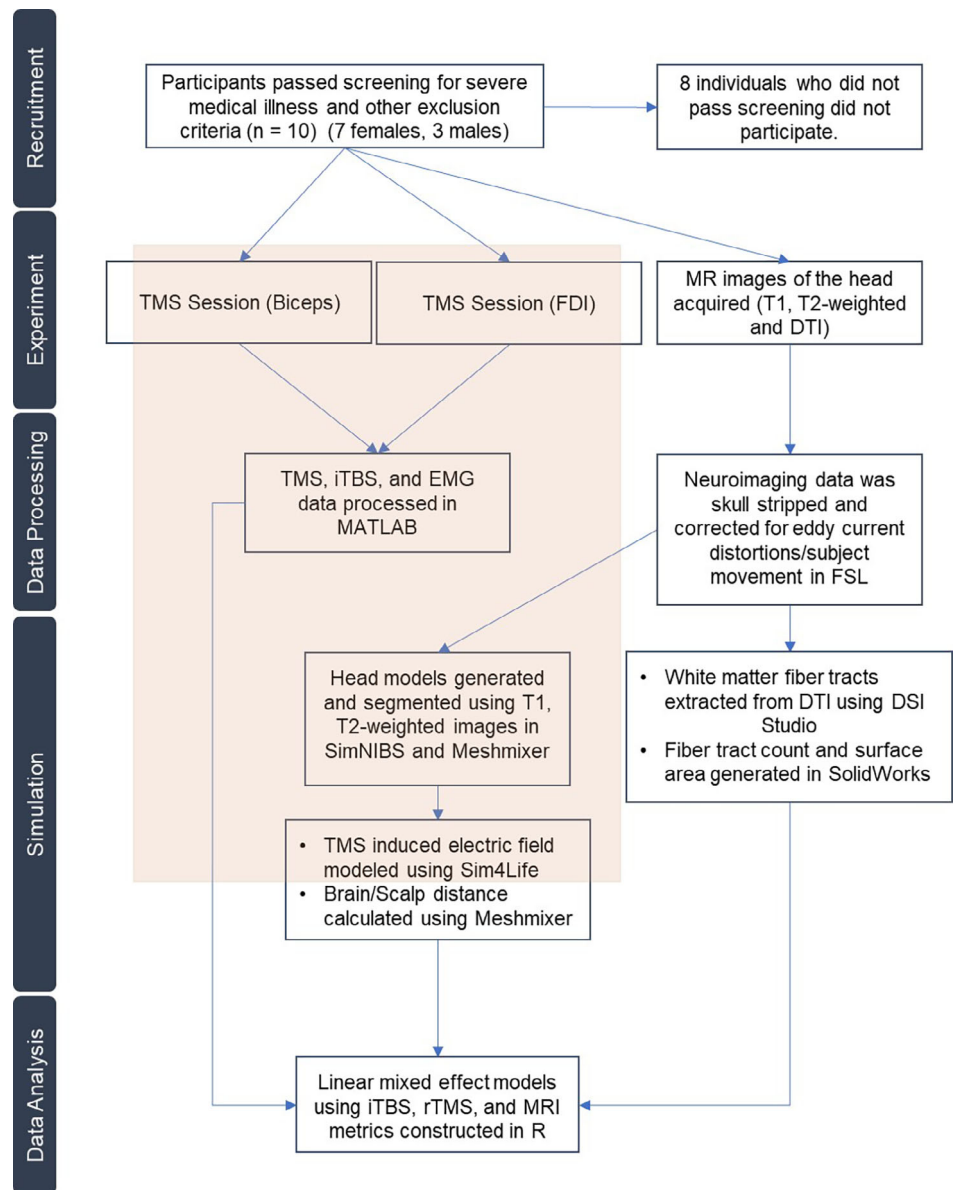 Recruitment
Participants passed screening for severe
medical illness and other exclusion
criteria (n = 10) (7 females, 3 males)
8 individuals who did not
pass screening did not
participate.
Experiment
TMS Session (Biceps)
TMS Session (FDI)
MR images of the head
acquired (T1, T2-weighted
and DTI)
Data Processing
TMS, iTBS, and EMG
data processed in
MATLAB
Neuroimaging data was
skull stripped and
corrected for eddy current
distortions/subject
movement in FSL
Simulation
Head models generated
and segmented using T1,
T2-weighted images in
SimNIBS and Meshmixer
• White matter fiber tracts
extracted from DTI using DSI
Studio
• Fiber tract count and surface
area generated in SolidWorks
• TMS induced electric field
modeled using Sim4Life
• Brain/Scalp distance
calculated using Meshmixer
Data Analysis
Linear mixed effect models
using iTBS, rTMS, and MRI
metrics constructed in R